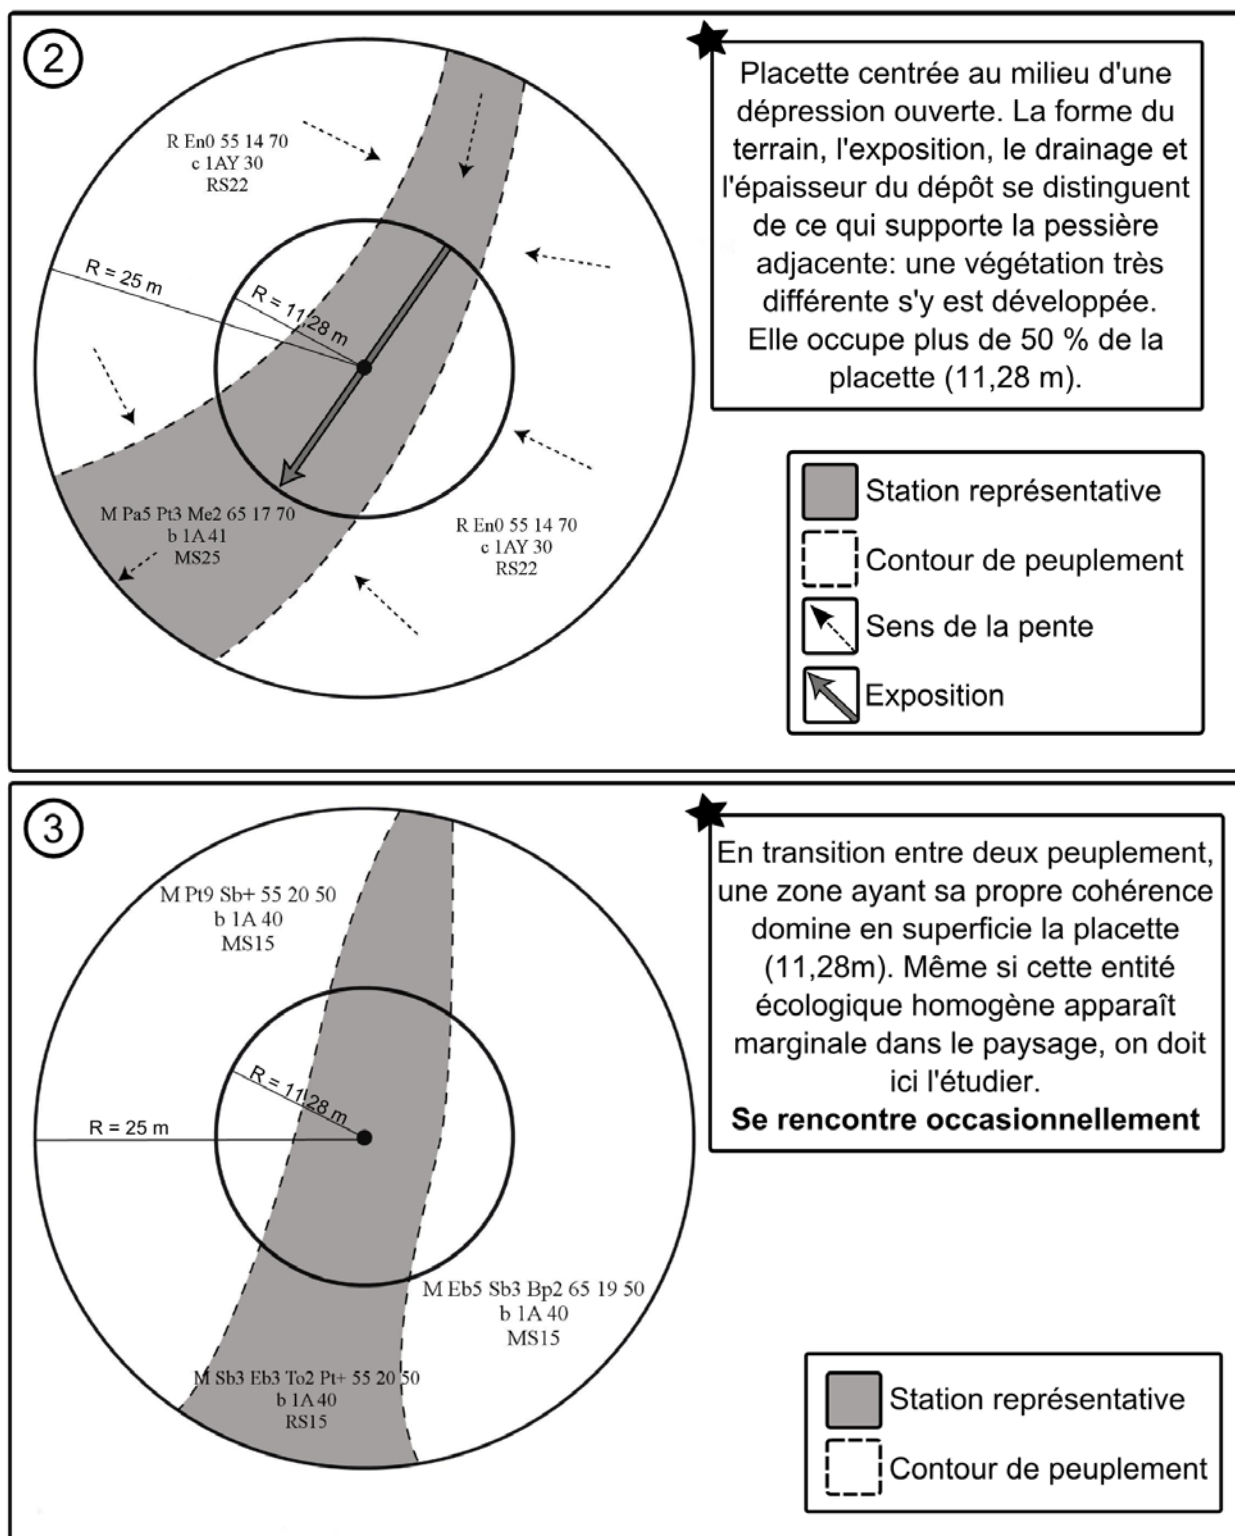 2
R En0 55 14 70
c 1AY 30
RS22
R = 25 m
R = 11,28 m
M Pa5 Pt3 Me2 65 17 70
b 1A 41
MS25
R En0 55 14 70
c 1AY 30
RS22
Placette centrée au milieu d'une
dépression ouverte. La forme du
terrain, l'exposition, le drainage et
l'épaisseur du dépôt se distinguent
de ce qui supporte la pessière
adjacente: une végétation très
différente s'y est développée.
Elle occupe plus de 50 % de la
placette (11,28 m).
Station représentative
Contour de peuplement
Sens de la pente
Exposition
3
M Pt9 Sb+ 55 20 50
b 1A 40
MS15
R = 11,28 m
R = 25 m
M Eb5 Sb3 Bp2 65 19 50
b 1A 40
MS15
M Sb3 Eb3 To2 Pt+ 55 20 50
b 1A 40
RS15
En transition entre deux peuplement,
une zone ayant sa propre cohérence
domine en superficie la placette
(11,28m). Même si cette entité
écologique homogène apparaît
marginale dans le paysage, on doit
ici l'étudier.
Se rencontre occasionnellement
Station représentative
Contour de peuplement